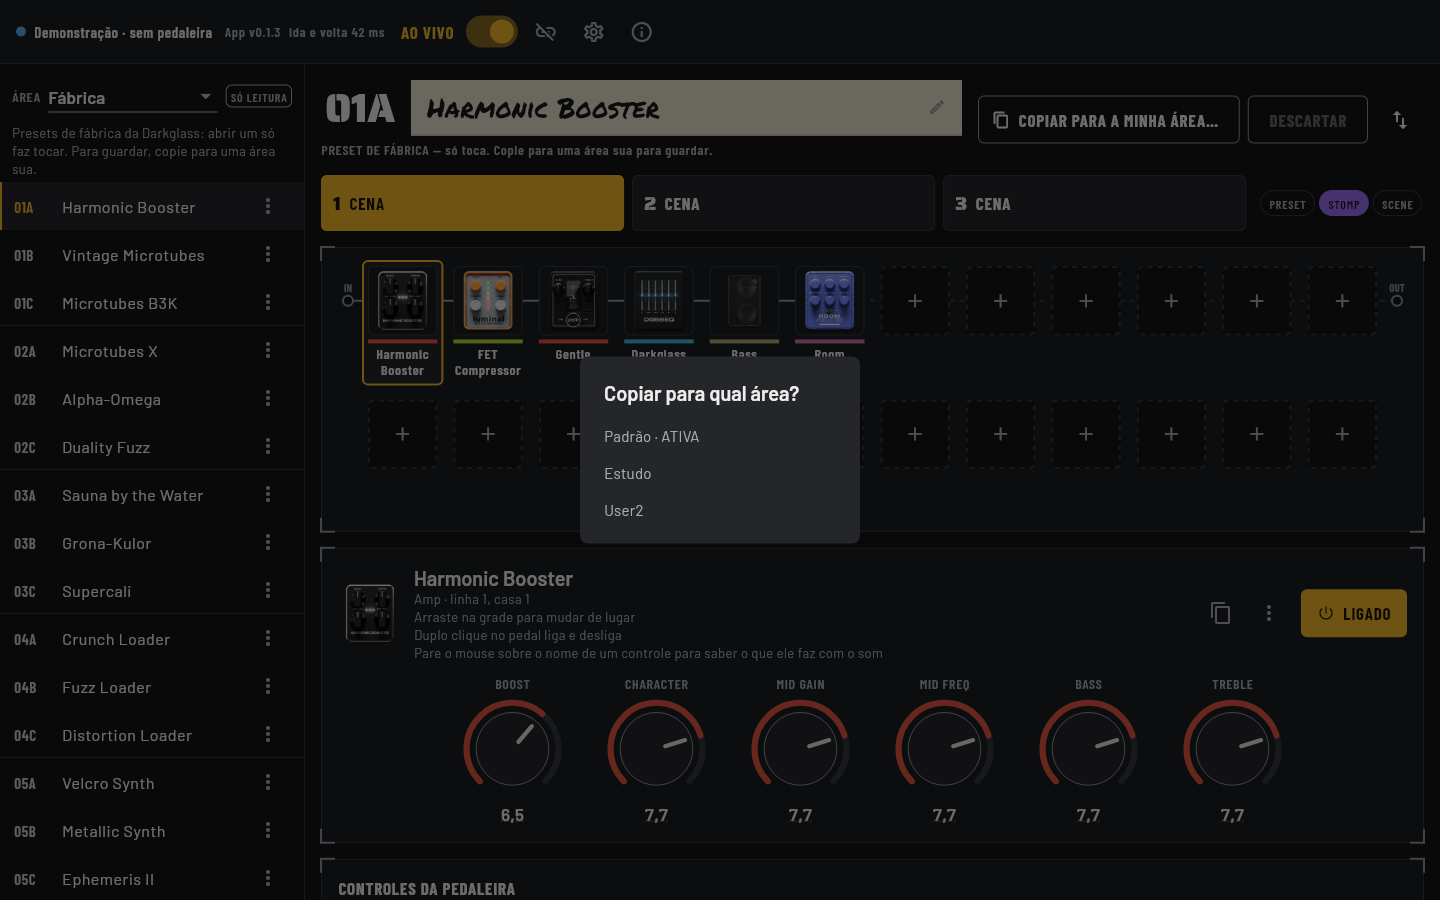 Demonstração · sem pedaleira App v0.1.3 Ida e volta 42 ms AO VIVO
ÁREA Fábrica SÓ LEITURA
Presets de fábrica da Darkglass: abrir um só
faz tocar. Para guardar, copie para uma área
sua.
01A Harmonic Booster
01B Vintage Microtubes
01C Microtubes B3K
02A Microtubes X
02B Alpha-Omega
02C Duality Fuzz
03A Sauna by the Water
03B Grona-Kulor
03C Supercali
04A Crunch Loader
04B Fuzz Loader
04C Distortion Loader
05A Velcro Synth
05B Metallic Synth
05C Ephemeris II
01A Harmonic Booster COPIAR PARA A MINHA ÁREA... DESCARTAR
PRESET DE FÁBRICA — só toca. Copie para uma área sua para guardar.
1 CENA 2 CENA 3 CENA PRESET STOMP SCENE
IN OUT
Harmonic
Booster
FET
Compressor
Gentle
Darkglass
Bass
Room
Copiar para qual área?
Padrão · ATIVA
Estudo
User2
Harmonic Booster
Amp · linha 1, casa 1
Arraste na grade para mudar de lugar
Duplo clique no pedal liga e desliga
Pare o mouse sobre o nome de um controle para saber o que ele faz com o som
LIGADO
BOOST CHARACTER MID GAIN MID FREQ BASS TREBLE
6,5 7,7 7,7 7,7 7,7 7,7
CONTROLES DA PEDALEIRA